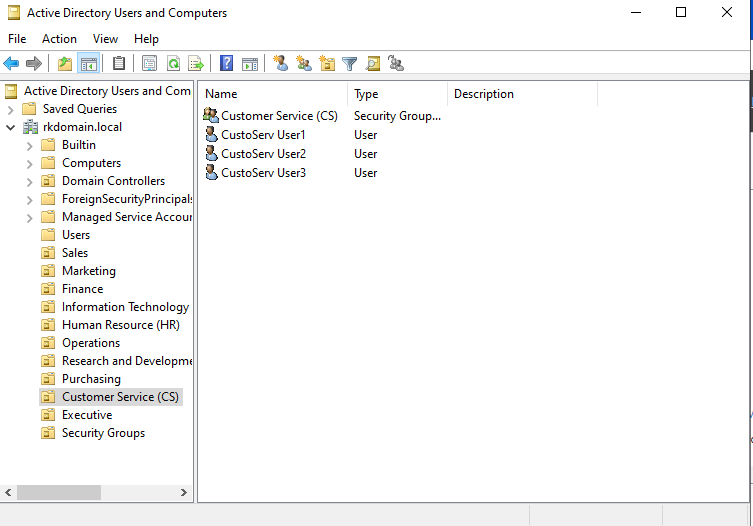 Active Directory Users and Computers
File Action View Help
Active Directory Users and Com
Saved Queries
rkdomain.local
Builtin
Computers
Domain Controllers
ForeignSecurityPrincipals
Managed Service Accour
Users
Sales
Marketing
Finance
Information Technology
Human Resource (HR)
Operations
Research and Developme
Purchasing
Customer Service (CS)
Executive
Security Groups
Name Type Description
Customer Service (CS) Security Group...
CustoServ User1 User
CustoServ User2 User
CustoServ User3 User